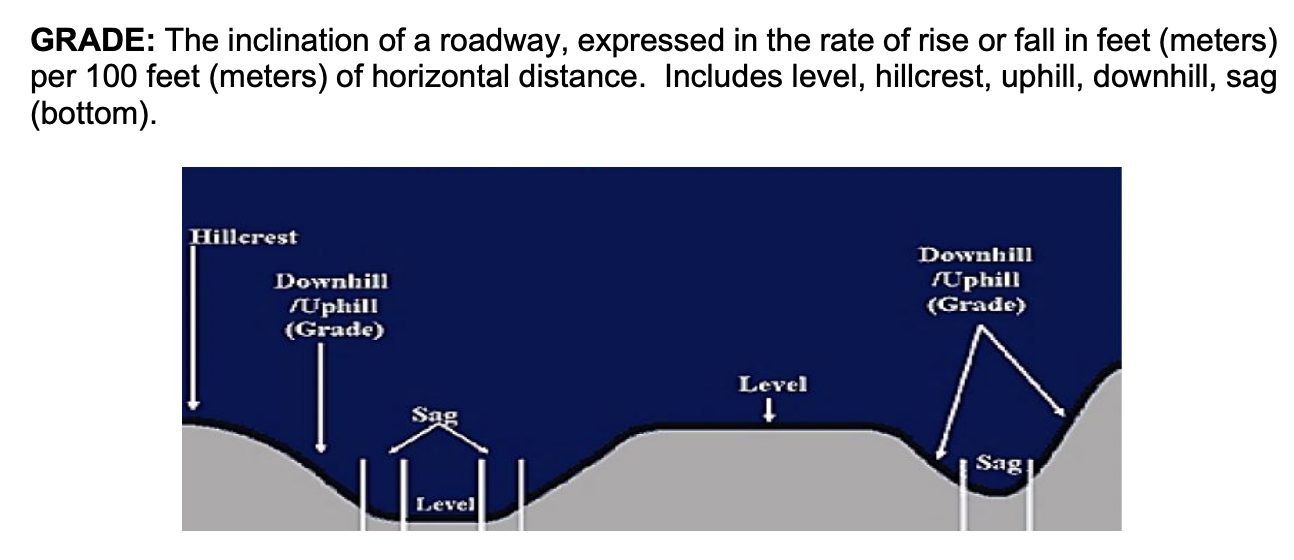 GRADE: The inclination of a roadway, expressed in the rate of rise or fall in feet (meters)
per 100 feet (meters) of horizontal distance.  Includes level, hillcrest, uphill, downhill, sag
(bottom).
Hillcrest
Downhill
/Uphill
(Grade)
Downhill
/Uphill
(Grade)
Level
Sag
Sag
Level